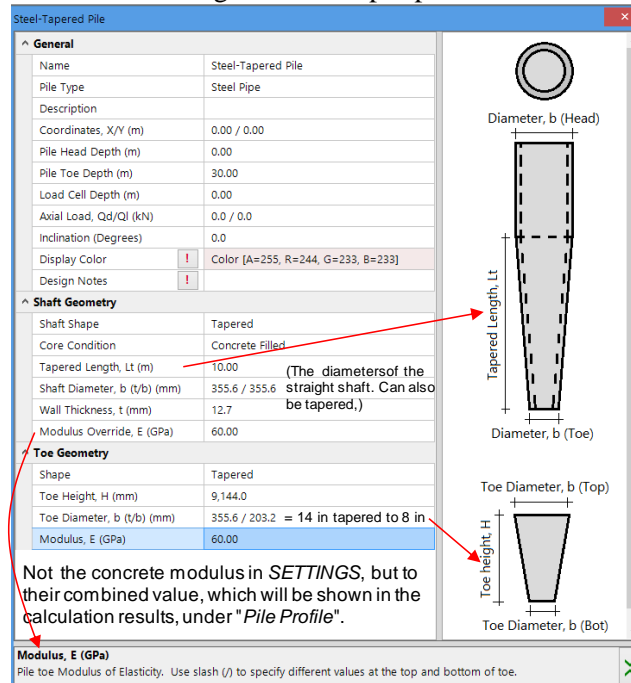 Steel-Tapered Pile
General
Name Steel-Tapered Pile
Pile Type Steel Pipe
Description
Coordinates, X/Y (m) 0.00 / 0.00
Pile Head Depth (m) 0.00
Pile Toe Depth (m) 30.00
Load Cell Depth (m) 0.00
Axial Load, Qd/Ql (kN) 0.0 / 0.0
Inclination (Degrees) 0.0
Display Color ! Color [A=255, R=244, G=233, B=233]
Design Notes !
Shaft Geometry
Shaft Shape Tapered
Core Condition Concrete Filled
Tapered Length, Lt (m) 10.00
Shaft Diameter, b (t/b) (mm) 355.6 / 355.6
Wall Thickness, t (mm) 12.7
Modulus Override, E (GPa) 60.00
(The diametersof the
straight shaft. Can also
be tapered,)
Toe Geometry
Shape Tapered
Toe Height, H (mm) 9,144.0
Toe Diameter, b (t/b) (mm) 355.6 / 203.2 = 14 in tapered to 8 in
Modulus, E (GPa) 60.00
Not the concrete modulus in SETTINGS, but to
their combined value, which will be shown in the
calculation results, under "Pile Profile".
Diameter, b (Head)
Tapered Length, Lt
Diameter, b (Toe)
Toe Diameter, b (Top)
Toe height, H
Toe Diameter, b (Bot)
Modulus, E (GPa)
Pile toe Modulus of Elasticity. Use slash (/) to specify different values at the top and bottom of toe.